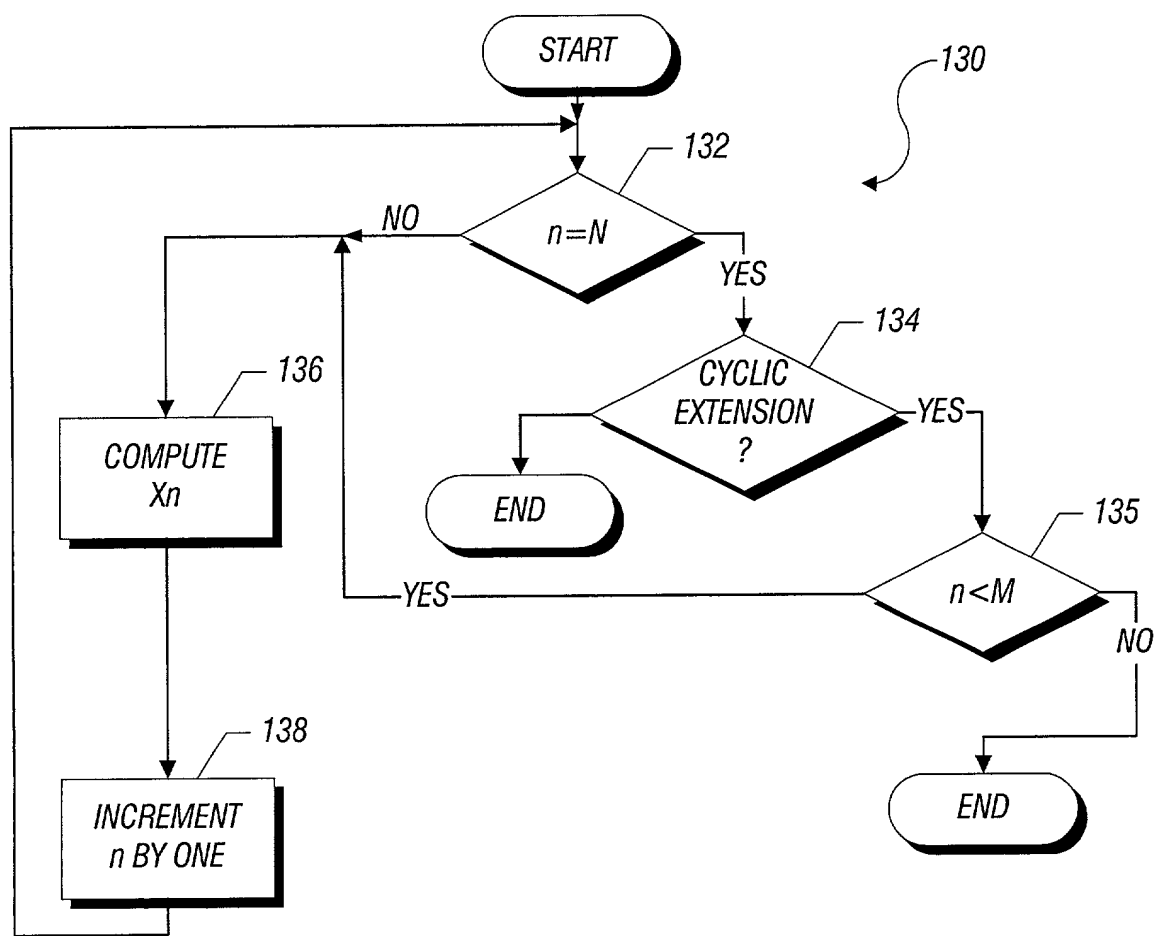 START
130
132
n=N
NO
YES
134
CYCLIC
EXTENSION
?
YES
136
COMPUTE
Xn
END
135
n<M
YES
NO
138
INCREMENT
n BY ONE
END